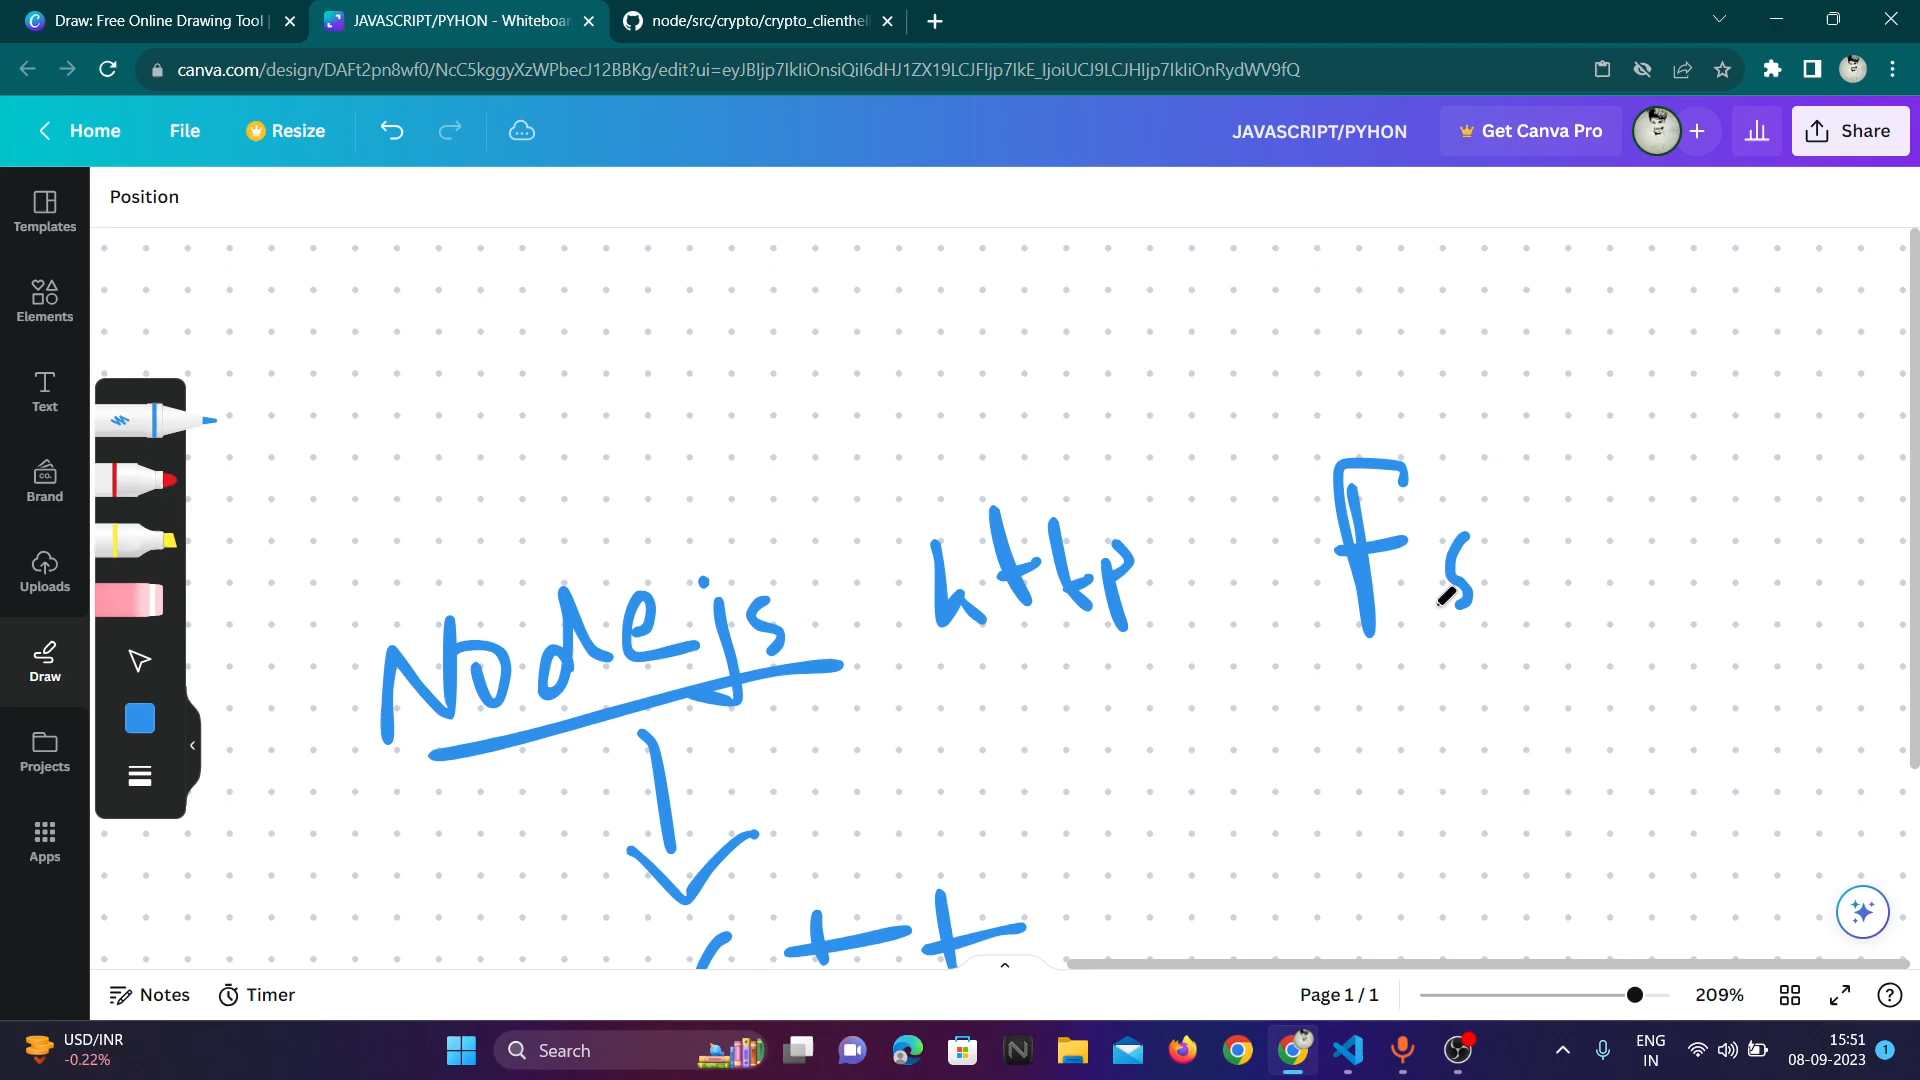 Draw: Free Online Drawing Tool |
JAVASCRIPT/PYHON - Whiteboar
node/src/crypto/crypto_clienthel
canva.com/design/DAFt2pn8wf0/NcC5kggyXzWPbecJ12BBKg/edit?ui=eyJBIjp7IkIiOnsiQiI6dHJ1ZX19LCJFIjp7IkE_IjoiUCJ9LCJHIjp7IkIiOnRydWV9fQ
Home File Resize
JAVASCRIPT/PYHON
Get Canva Pro
Share
Position
Templates
Elements
Text
CO.
Brand
Uploads
Draw
Projects
Apps
Nodejs
http
Fs
Notes Timer
Page 1 / 1
209%
USD/INR
-0.22%
Search
ENG
IN
15:51
08-09-2023
1